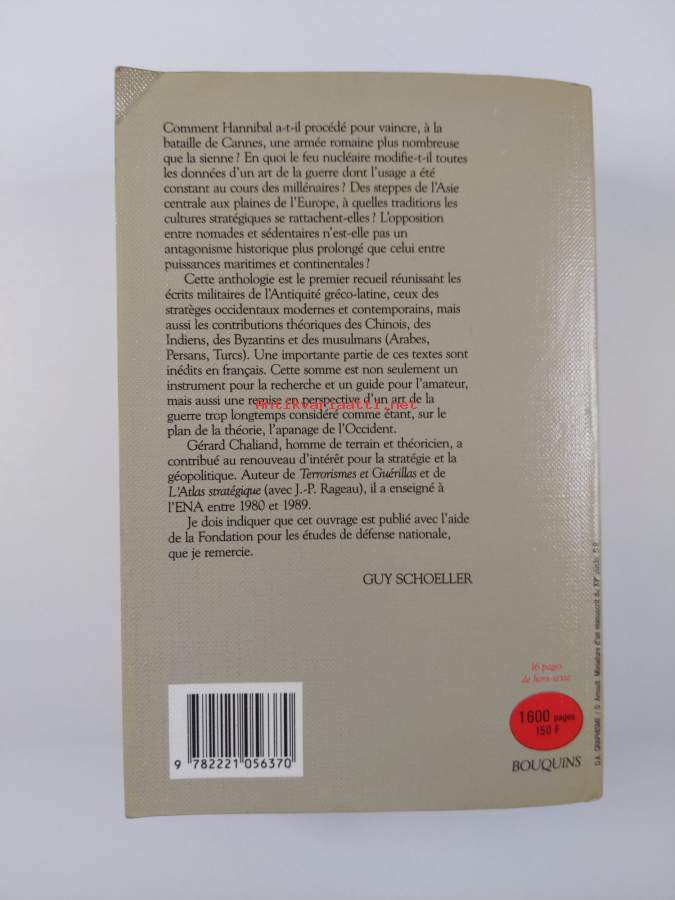 Comment Hannibal a-t-il procédé pour vaincre, à la
bataille de Cannes, une armée romaine plus nombreuse
que la sienne ? En quoi le feu nucléaire modifie-t-il toutes
les données d'un art de la guerre dont l'usage a été
constant au cours des millénaires ? Des steppes de l'Asie
centrale aux plaines de l'Europe, à quelles traditions les
cultures stratégiques se rattachent-elles ? L'opposition
entre nomades et sédentaires n'est-elle pas un
antagonisme historique plus prolongé que celui entre
puissances maritimes et continentales ?
Cette anthologie est le premier recueil réunissant les
écrits militaires de l'Antiquité gréco-latine, ceux des
stratèges occidentaux modernes et contemporains, mais
aussi les contributions théoriques des Chinois, des
Indiens, des Byzantins et des musulmans (Arabes,
Persans, Turcs). Une importante partie de ces textes sont
inédits en français. Cette somme est non seulement un
instrument pour la recherche et un guide pour l'amateur,
mais aussi une remise en perspective d'un art de la
Antikvariaatti.net
guerre trop longtemps considéré comme étant, sur le
plan de la théorie, l'apanage de l'Occident.
Gérard Chaliand, homme de terrain et théoricien, a
contribué au renouveau d'intérêt pour la stratégie et la
géopolitique. Auteur de Terrorismes et Guérillas et de
L'Atlas stratégique (avec J.-P. Rageau), il a enseigné à
l'ENA entre 1980 et 1989.
Je dois indiquer que cet ouvrage est publié avec l'aide
de la Fondation pour les études de défense nationale,
que je remercie.
GUY SCHOELLER
16 pages
de hors-texte
1600 pages
150 F
BOUQUINS
9 782221 056370
D.A. GRAPHISME / D. Arnault. Miniature d'un manuscrit du XVe siècle.